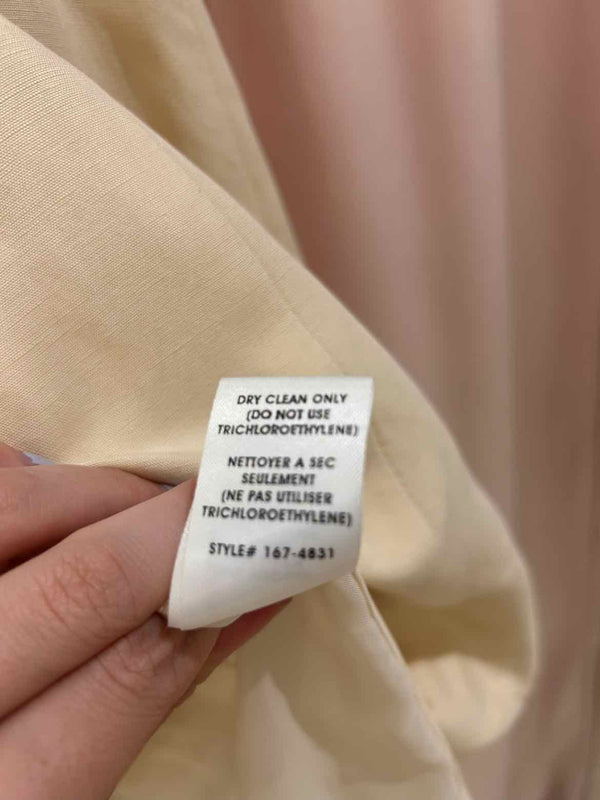 DRY CLEAN ONLY
(DO NOT USE
TRICHLOROETHYLENE)
NETTOYER A SEC
SEULEMENT
(NE PAS UTILISER
TRICHLOROETHYLENE)
STYLE# 167-4831